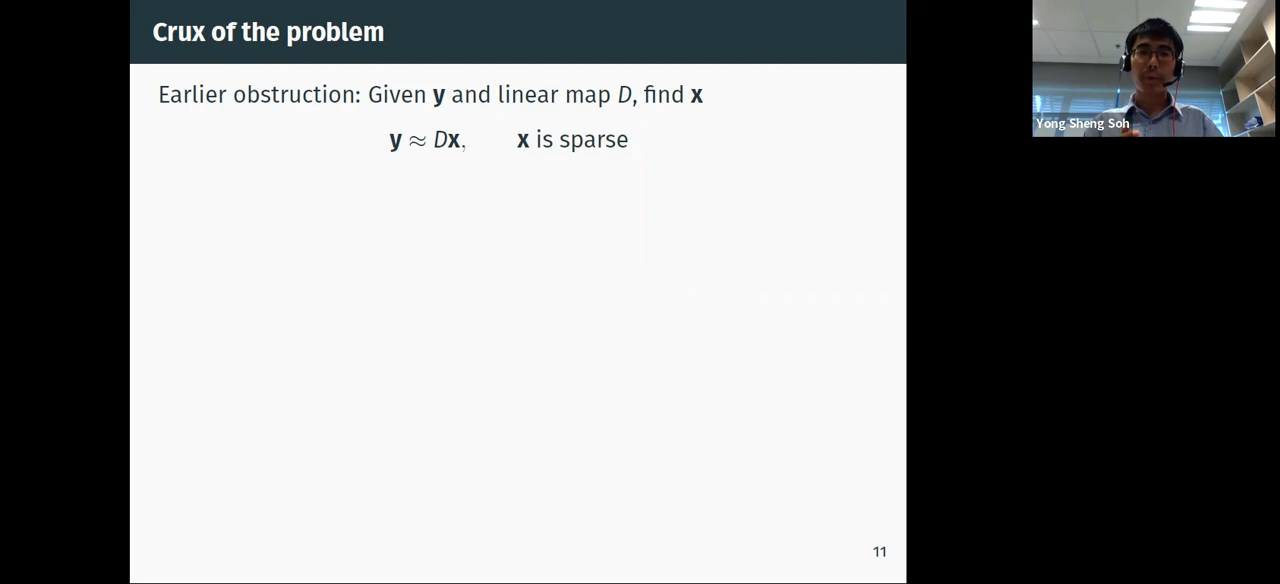 Crux of the problem
Earlier obstruction: Given y and linear map D, find x
y ≈ Dx, x is sparse
11
Yong Sheng Soh